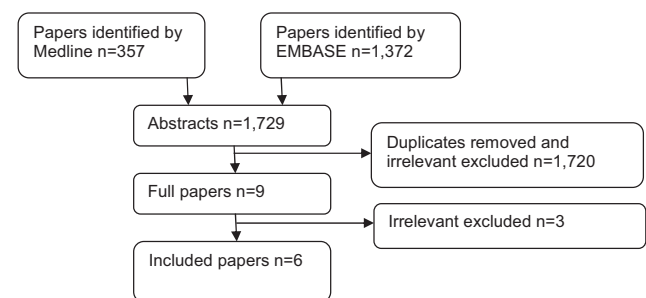 Papers identified by
Medline n=357
Papers identified by
EMBASE n=1,372
Abstracts n=1,729
Duplicates removed and
irrelevant excluded n=1,720
Full papers n=9
Irrelevant excluded n=3
Included papers n=6